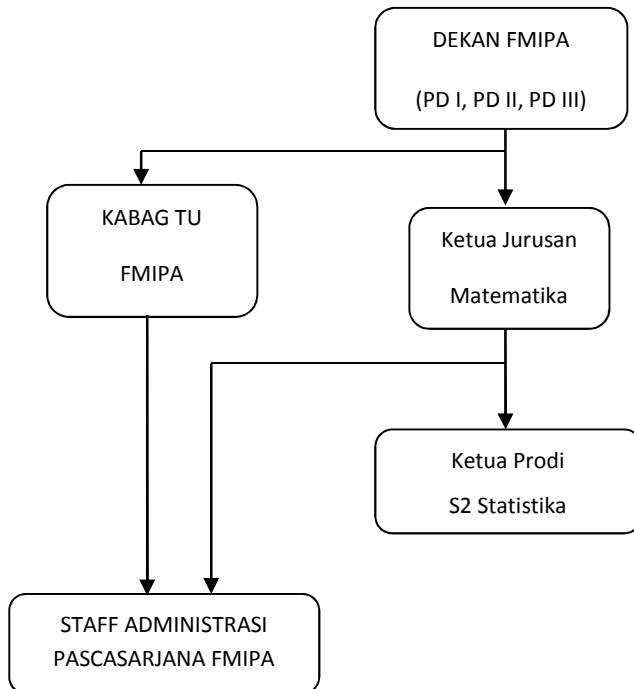 DEKAN FMIPA
(PD I, PD II, PD III)
KABAG TU
FMIPA
Ketua Jurusan
Matematika
Ketua Prodi
S2 Statistika
STAFF ADMINISTRASI
PASCASARJANA FMIPA